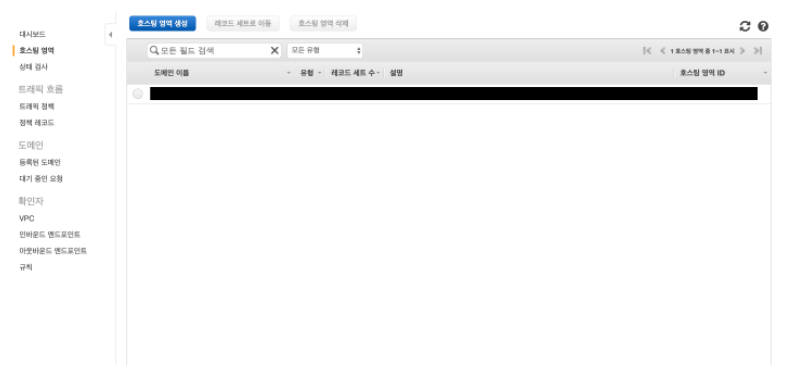 호스팅 영역 생성 레코드 세트로 이동 호스팅 영역 삭제
대시보드
호스팅 영역
상태 검사
트래픽 흐름
트래픽 정책
정책 레코드
도메인
등록된 도메인
대기 중인 요청
확인자
VPC
인바운드 엔드포인트
아웃바운드 엔드포인트
규칙
모든 필드 검색 모든 유형 1 호스팅 영역 중 1~1 표시
도메인 이름 유형 레코드 세트 수 설명 호스팅 영역 ID